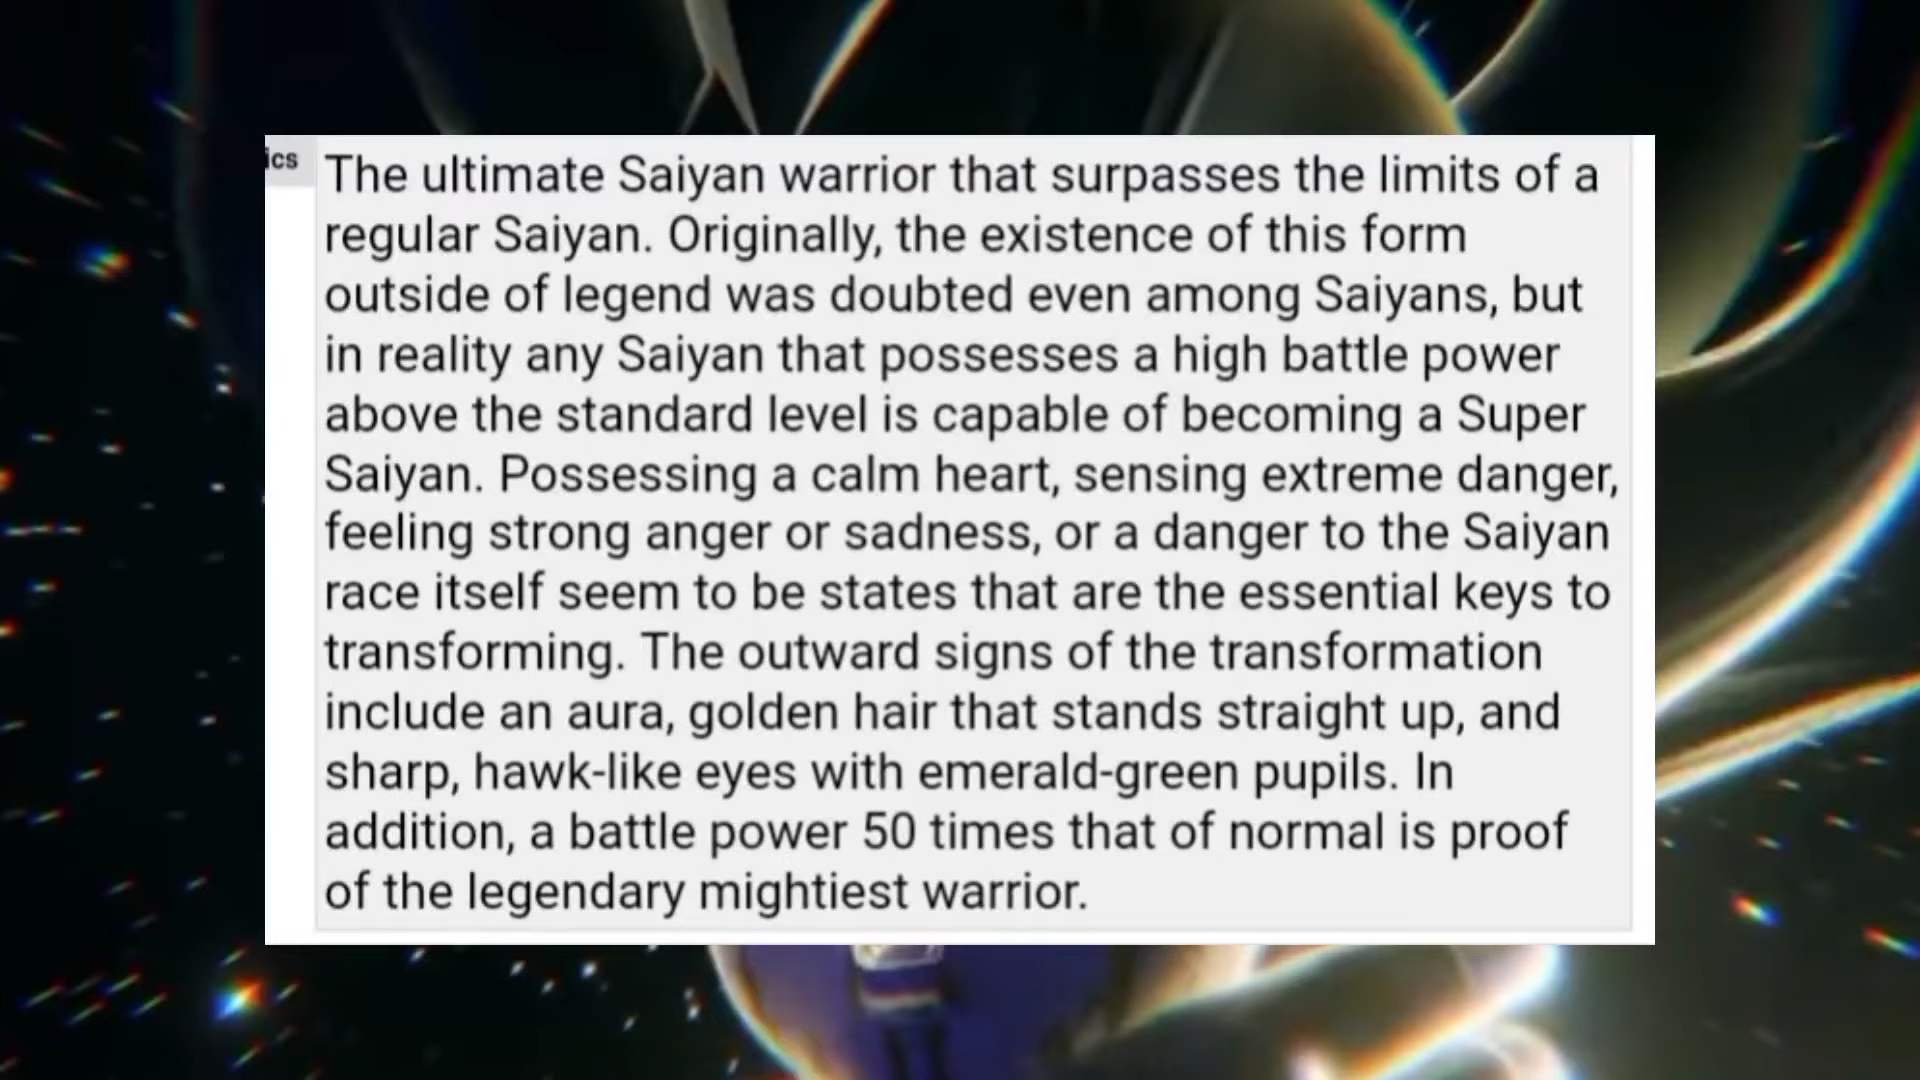 ics
The ultimate Saiyan warrior that surpasses the limits of a
regular Saiyan. Originally, the existence of this form
outside of legend was doubted even among Saiyans, but
in reality any Saiyan that possesses a high battle power
above the standard level is capable of becoming a Super
Saiyan. Possessing a calm heart, sensing extreme danger,
feeling strong anger or sadness, or a danger to the Saiyan
race itself seem to be states that are the essential keys to
transforming. The outward signs of the transformation
include an aura, golden hair that stands straight up, and
sharp, hawk-like eyes with emerald-green pupils. In
addition, a battle power 50 times that of normal is proof
of the legendary mightiest warrior.